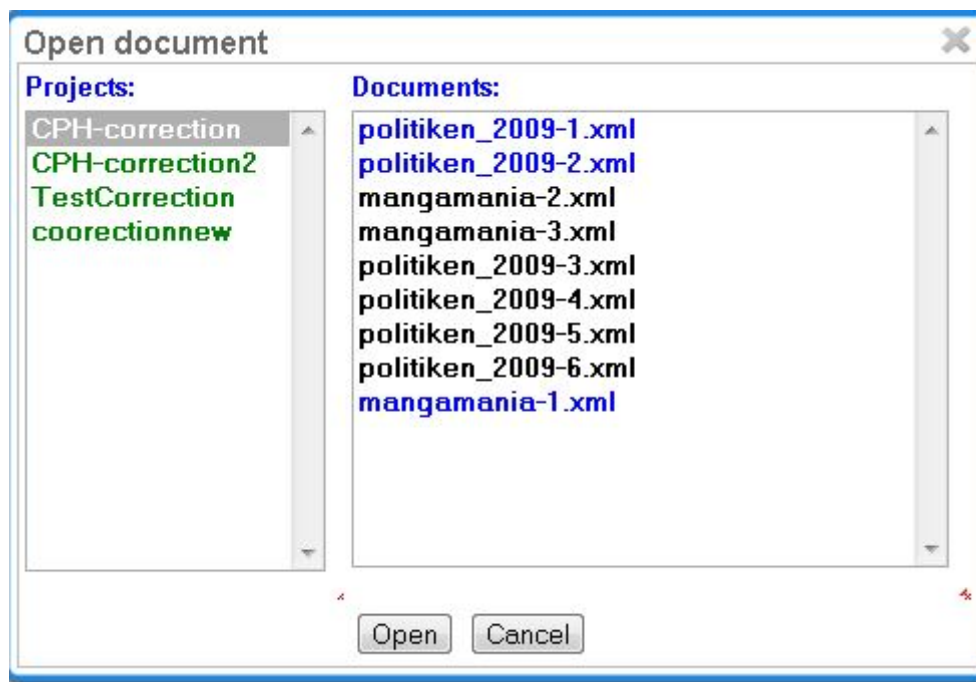 Open document
Projects:
CPH-correction
CPH-correction2
TestCorrection
coorectionnew
Documents:
politiken_2009-1.xml
politiken_2009-2.xml
mangamania-2.xml
mangamania-3.xml
politiken_2009-3.xml
politiken_2009-4.xml
politiken_2009-5.xml
politiken_2009-6.xml
mangamania-1.xml
Open
Cancel